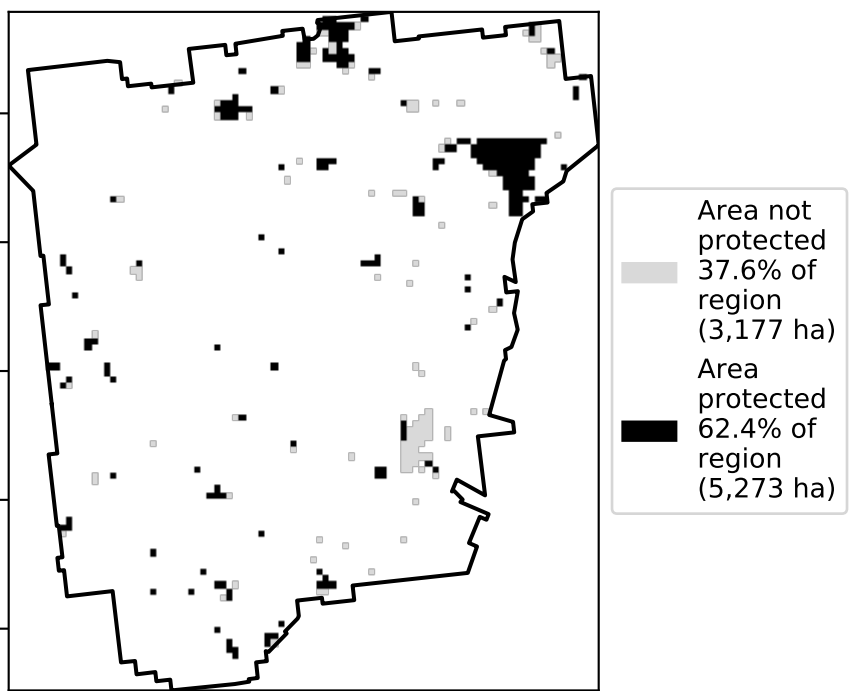 Area not
protected
37.6% of
region
(3,177 ha)
Area
protected
62.4% of
region
(5,273 ha)